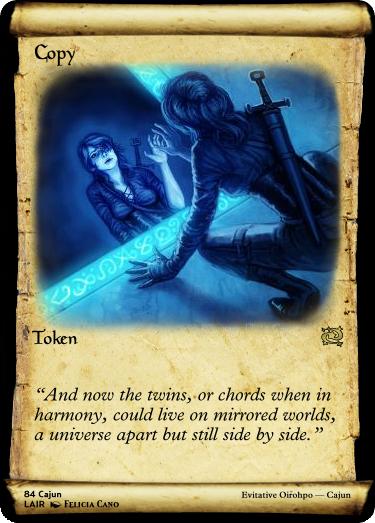 Copy
Token
“And now the twins, or chords when in
harmony, could live on mirrored worlds,
a universe apart but still side by side.”
84 Cajun
LAIR Felicia Cano
Evitative Oirohpo — Cajun